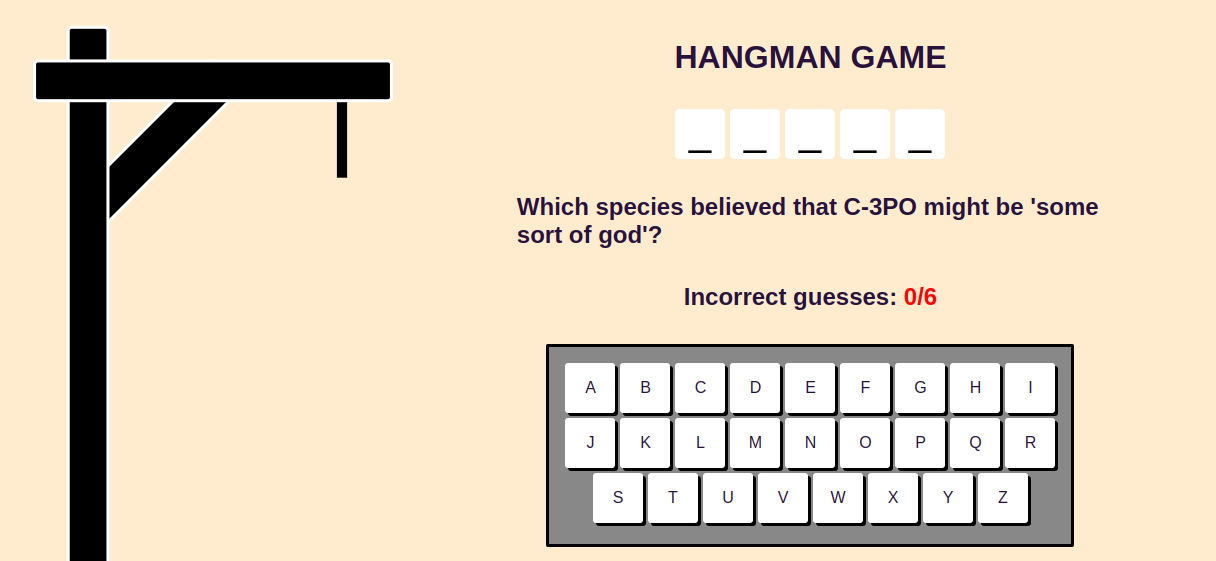 HANGMAN GAME
_ _ _ _ _
Which species believed that C-3PO might be 'some
sort of god'?
Incorrect guesses: 0/6
A B C D E F G H I
J K L M N O P Q R
S T U V W X Y Z